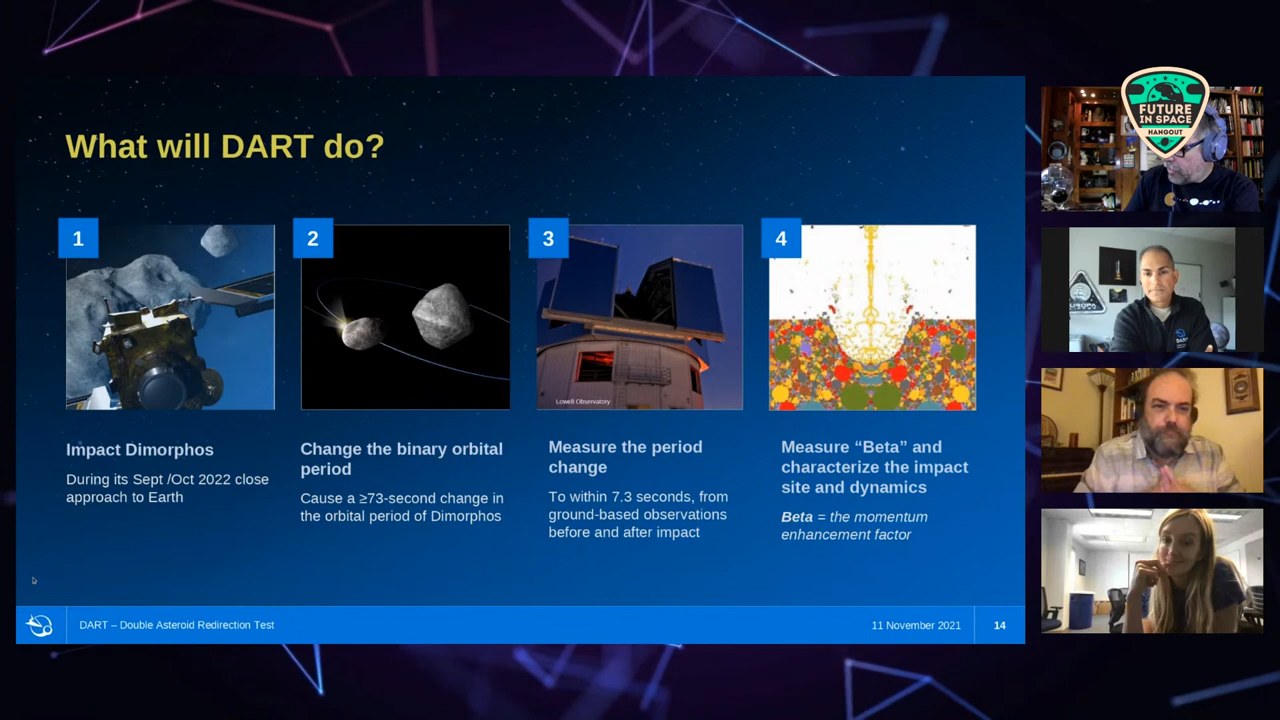 What will DART do?
1
2
3
4
Lowell Observatory
Impact Dimorphos
During its Sept /Oct 2022 close
approach to Earth
Change the binary orbital
period
Cause a ≥73-second change in
the orbital period of Dimorphos
Measure the period
change
To within 7.3 seconds, from
ground-based observations
before and after impact
Measure “Beta” and
characterize the impact
site and dynamics
Beta = the momentum
enhancement factor
DART – Double Asteroid Redirection Test
11 November 2021
14
FUTURE
IN SPACE
HANGOUT
DART